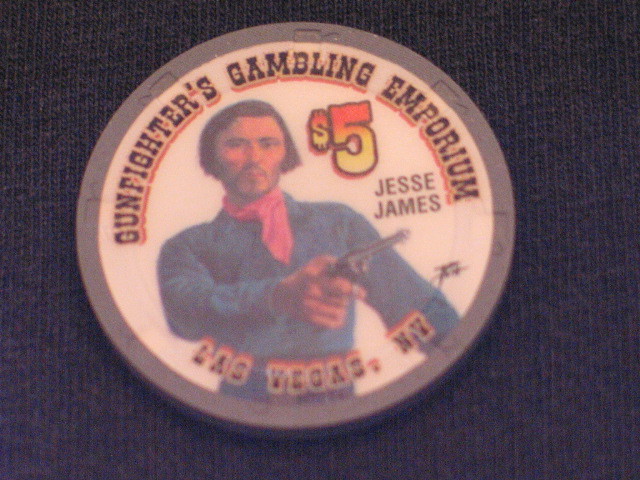 GUNFIGHTER'S GAMBLING EMPORIUM
$5
JESSE
JAMES
LAS VEGAS, NV